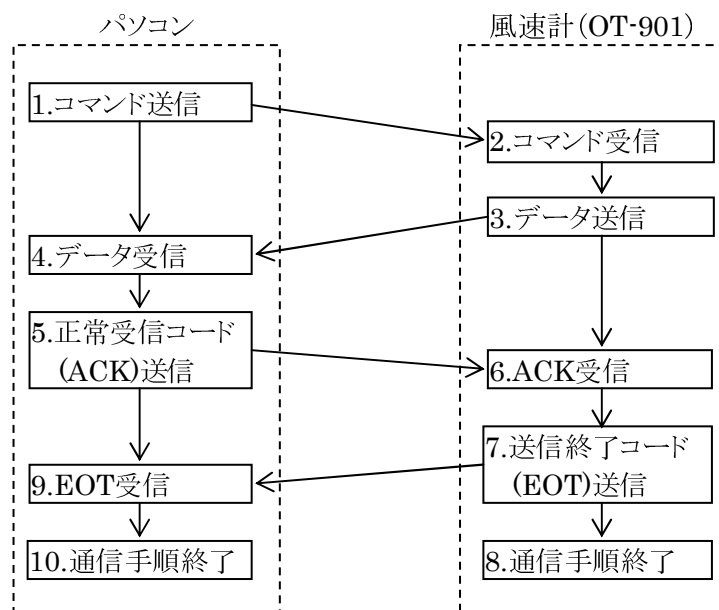 パソコン
風速計(OT-901)
1.コマンド送信
2.コマンド受信
3.データ送信
4.データ受信
5.正常受信コード
(ACK)送信
6.ACK受信
7.送信終了コード
(EOT)送信
9.EOT受信
10.通信手順終了
8.通信手順終了